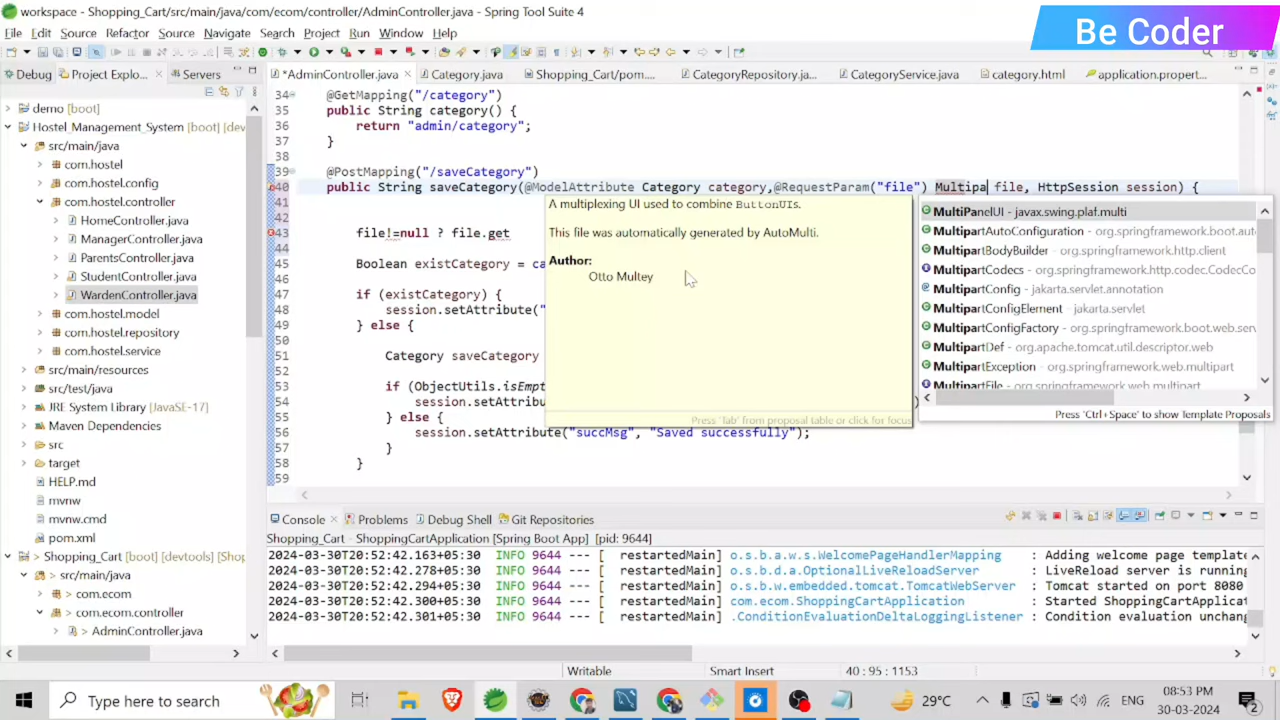 workspace - Shopping_Cart/src/main/java/com/ecom/controller/AdminController.java - Spring Tool Suite 4
Be Coder
File Edit Source Refactor Source Navigate Search Project Run Window Help
Debug Project Explo... Servers
*AdminController.java Category.java Shopping_Cart/pom.... CategoryRepository.ja... CategoryService.java category.html application.propert...
demo [boot]
Hostel_Management_System [boot] [dev
src/main/java
com.hostel
com.hostel.config
com.hostel.controller
HomeController.java
ManagerController.java
ParentsController.java
StudentController.java
WardenController.java
com.hostel.model
com.hostel.repository
com.hostel.service
src/main/resources
src/test/java
JRE System Library [JavaSE-17]
Maven Dependencies
src
target
HELP.md
mvnw
mvnw.cmd
pom.xml
> Shopping_Cart [boot] [devtools] [Shop
> src/main/java
> com.ecom
> com.ecom.controller
> AdminController.java
34 @GetMapping("/category")
35 public String category() {
36 return "admin/category";
37 }
38
39 @PostMapping("/saveCategory")
40 public String saveCategory(@ModelAttribute Category category,@RequestParam("file") Multipa file, HttpSession session) {
41
43 file!=null ? file.get
45 Boolean existCategory = ca
47 if (existCategory) {
48 session.setAttribute("
49 } else {
51 Category saveCategory
53 if (ObjectUtils.isEmpt
54 session.setAttribu
55 } else {
56 session.setAttribute("succMsg", "Saved successfully");
57 }
58 }
59
A multiplexing UI used to combine ButtonUIs.
This file was automatically generated by AutoMulti.
Author:
Otto Multey
Press 'Tab' from proposal table or click for focus
MultiPanelUI - javax.swing.plaf.multi
MultipartAutoConfiguration - org.springframework.boot.auto
MultipartBodyBuilder - org.springframework.http.client
MultipartCodecs - org.springframework.http.codec.CodecCo
MultipartConfig - jakarta.servlet.annotation
MultipartConfigElement - jakarta.servlet
MultipartConfigFactory - org.springframework.boot.web.serv
MultipartDef - org.apache.tomcat.util.descriptor.web
MultipartException - org.springframework.web.multipart
MultipartFile - org.springframework.web.multipart
Press 'Ctrl+Space' to show Template Proposals
Console Problems Debug Shell Git Repositories
Shopping_Cart - ShoppingCartApplication [Spring Boot App] [pid: 9644]
2024-03-30T20:52:42.163+05:30 INFO 9644 --- [ restartedMain] o.s.b.a.w.s.WelcomePageHandlerMapping : Adding welcome page template
2024-03-30T20:52:42.278+05:30 INFO 9644 --- [ restartedMain] o.s.b.d.a.OptionalLiveReloadServer : LiveReload server is running
2024-03-30T20:52:42.294+05:30 INFO 9644 --- [ restartedMain] o.s.b.w.embedded.tomcat.TomcatWebServer : Tomcat started on port 8080
2024-03-30T20:52:42.300+05:30 INFO 9644 --- [ restartedMain] com.ecom.ShoppingCartApplication : Started ShoppingCartApplicat
2024-03-30T20:52:42.301+05:30 INFO 9644 --- [ restartedMain] .ConditionEvaluationDeltaLoggingListener : Condition evaluation unchang
Writable Smart Insert 40 : 95 : 1153
Type here to search
29°C
ENG
08:53 PM
30-03-2024
2